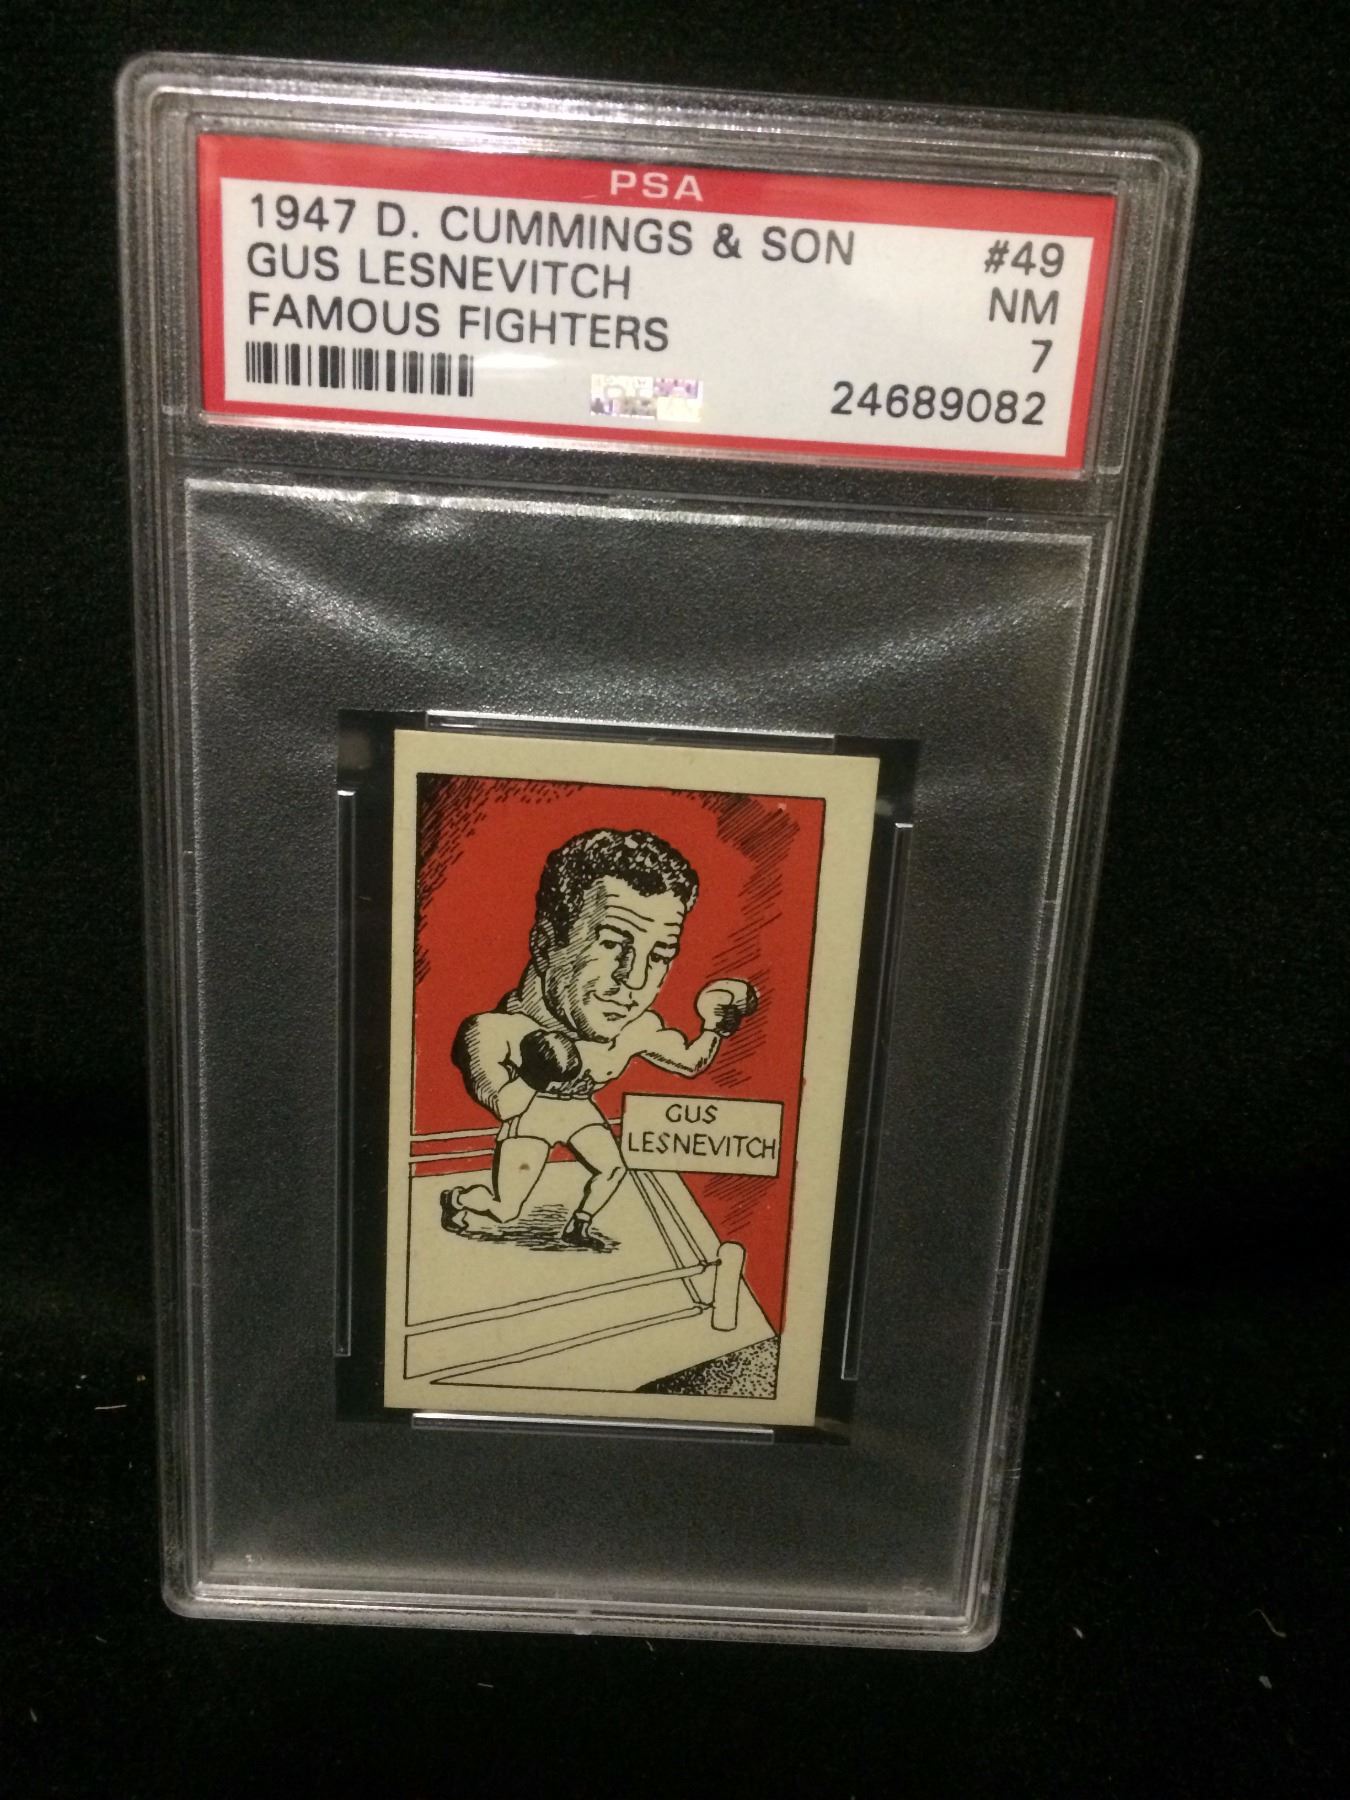 PSA
1947 D. CUMMINGS & SON #49
GUS LESNEVITCH NM
FAMOUS FIGHTERS 7
24689082
GUS
LESNEVITCH